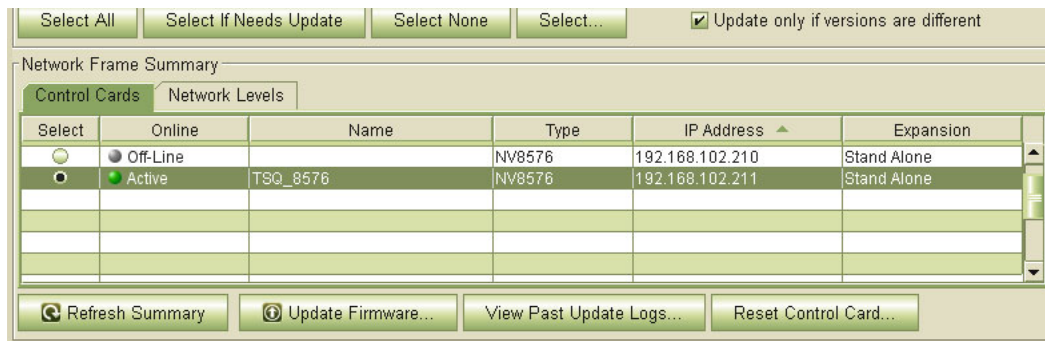 Select All Select If Needs Update Select None Select... Update only if versions are different
Network Frame Summary
Control Cards Network Levels
Select Online Name Type IP Address Expansion
Off-Line NV8576 192.168.102.210 Stand Alone
Active TSQ_8576 NV8576 192.168.102.211 Stand Alone
Refresh Summary Update Firmware... View Past Update Logs... Reset Control Card...